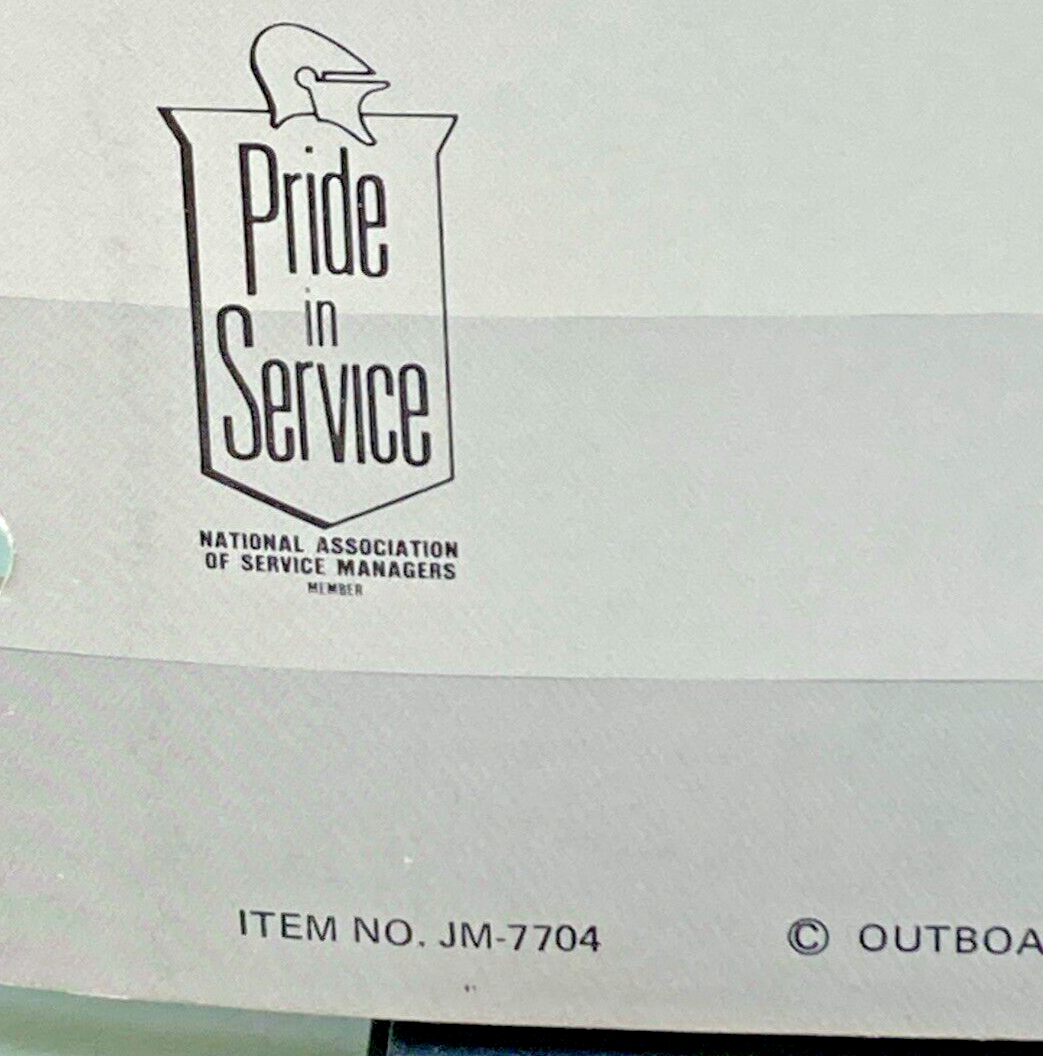 Pride
in
Service
NATIONAL ASSOCIATION
OF SERVICE MANAGERS
MEMBER
ITEM NO. JM-7704
© OUTBOA